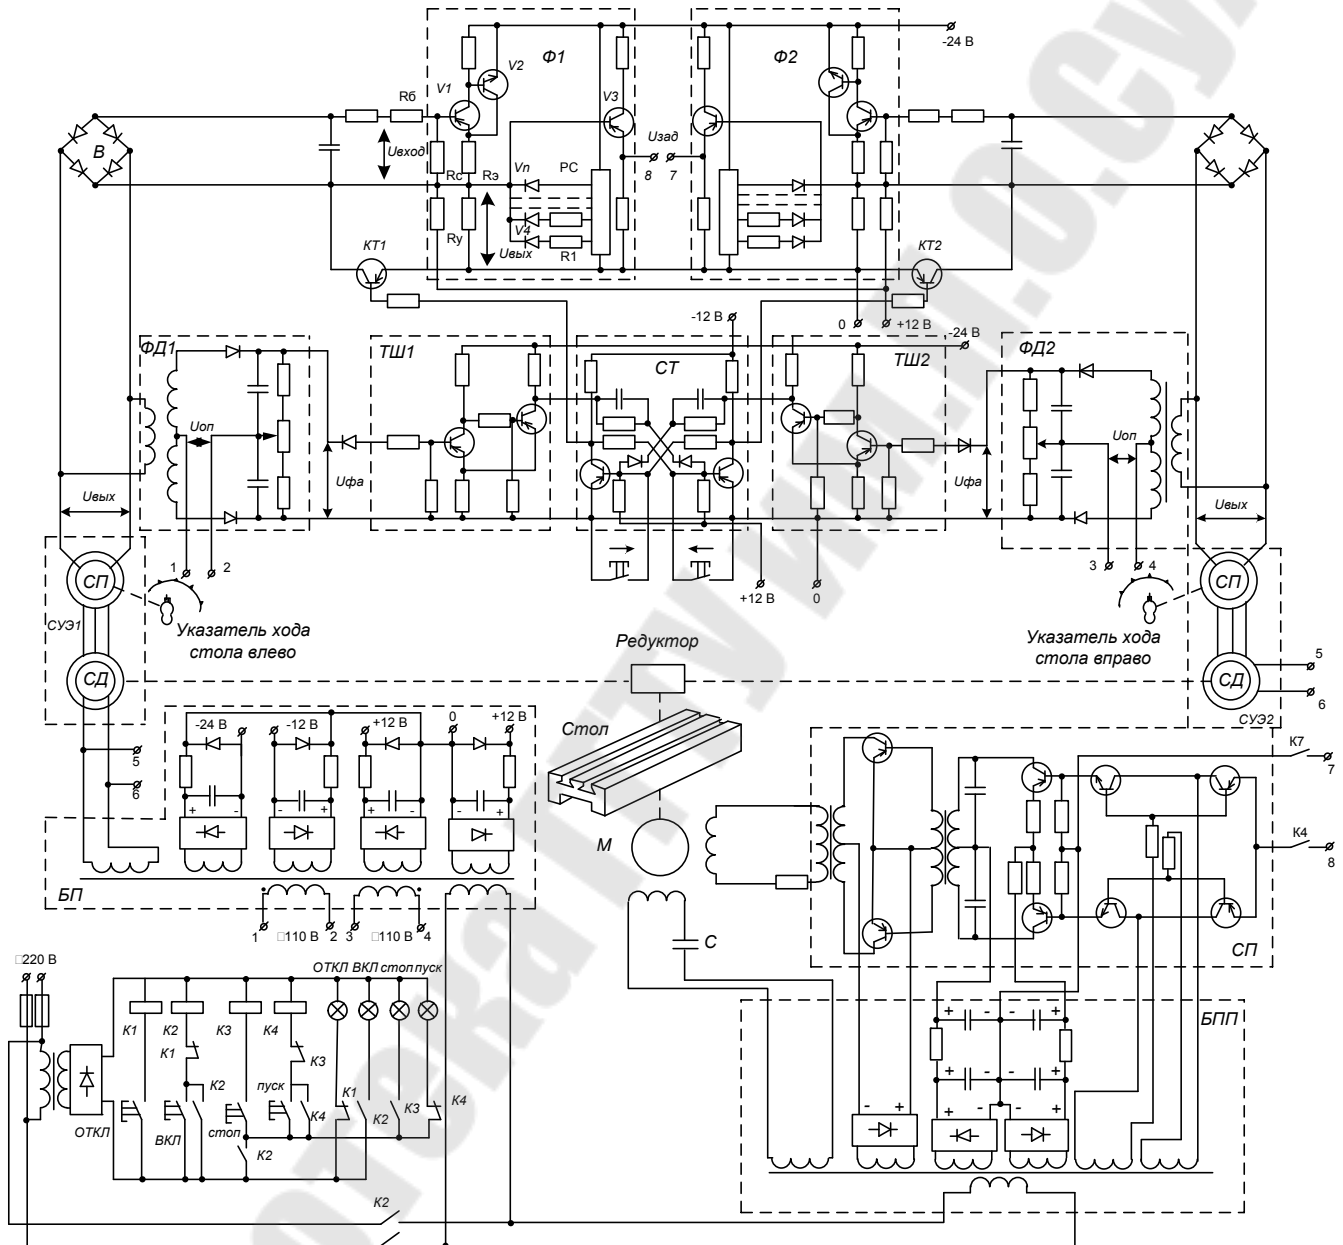 -24 В
Ф1
Ф2
V2
V1
V3
Rб
В
Uвход
Uзад
8
7
Rс
Rэ
Vп
РС
V4
R1
Rу
Uвых
КТ1
КТ2
0
+12 В
-12 В
-24 В
ФД1
ТШ1
СТ
ТШ2
ФД2
Uоп
Uфа
Uфа
Uоп
Uвых
Uвых
1
2
3
4
+12 В
0
СП
СП
СУЭ1
Указатель хода
стола влево
Редуктор
Указатель хода
стола вправо
СД
СД
5
6
СУЭ2
-24 В
-12 В
+12 В
0
+12 В
Стол
5
6
К7
7
+ -
- +
+ -
- +
+ -
- +
+ -
- +
М
К4
8
БП
1
□110 В
2
3
□110 В
4
С
СП
□220 В
ОТКЛ
ВКЛ
стоп
пуск
БПП
К1
К2
К3
К4
К1
К3
+ - - +
+ - - +
- +
+ - - +
К2
пуск
К4
К1
К2
К3
К4
ОТКЛ
ВКЛ
стоп
К2
К2
отека ГГТУ им.П.О.Сух